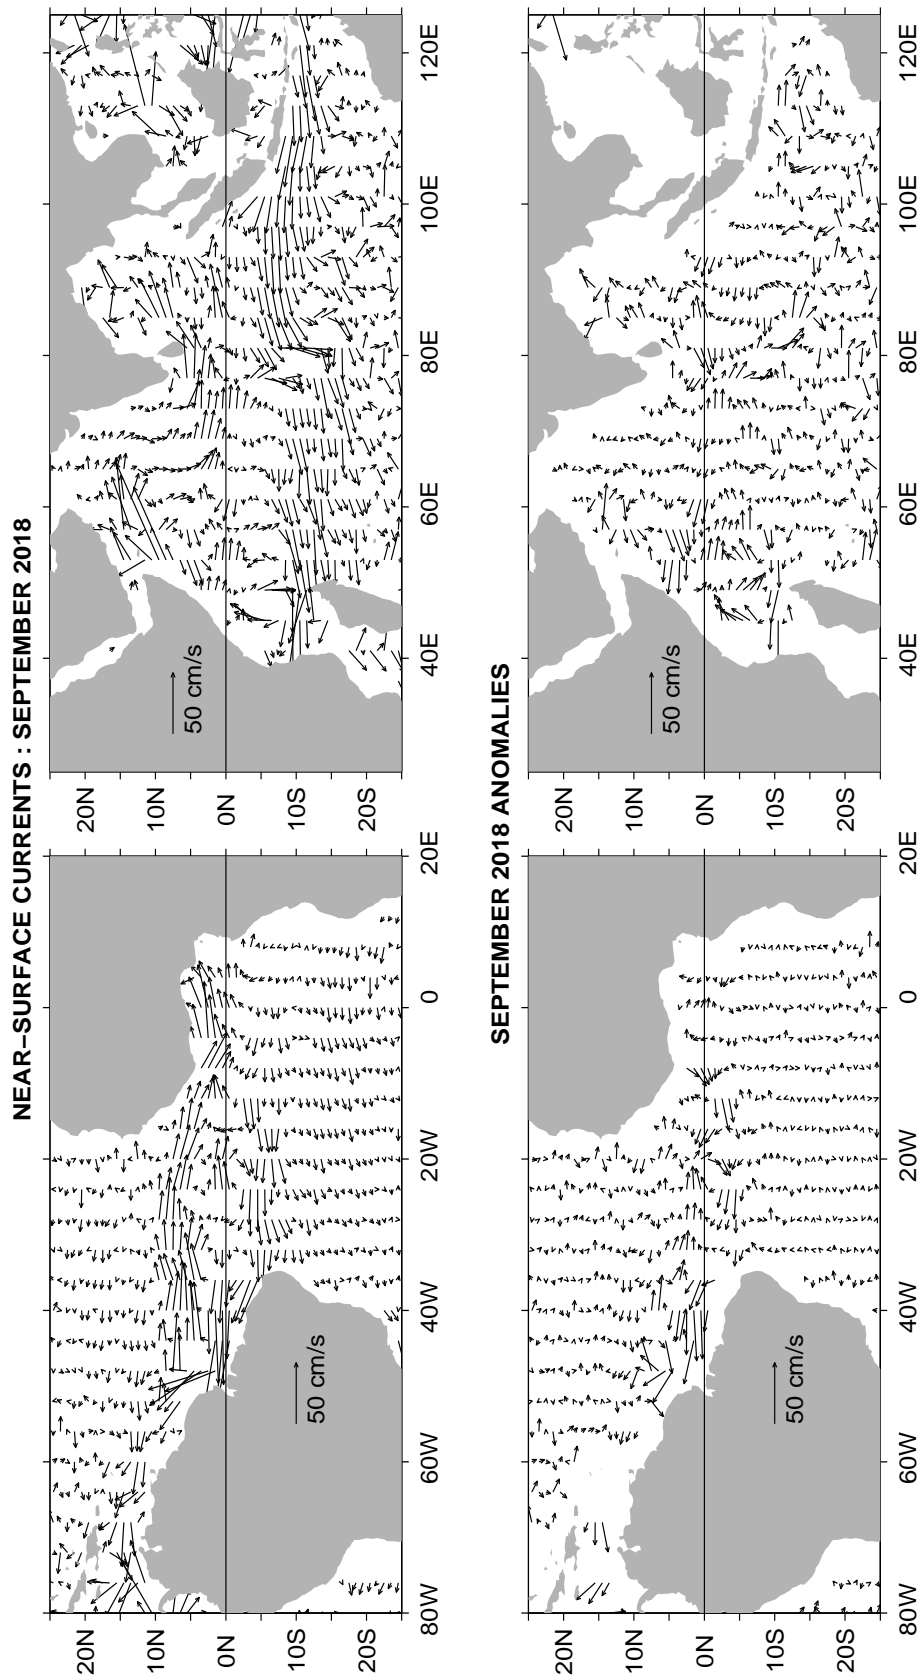 NEAR–SURFACE CURRENTS : SEPTEMBER 2018
20N
10N
0N
10S
20S
80W
60W
40W
20W
0
20E
50 cm/s
20N
10N
0N
10S
20S
40E
60E
80E
100E
120E
50 cm/s
SEPTEMBER 2018 ANOMALIES
20N
10N
0N
10S
20S
80W
60W
40W
20W
0
20E
50 cm/s
20N
10N
0N
10S
20S
40E
60E
80E
100E
120E
50 cm/s